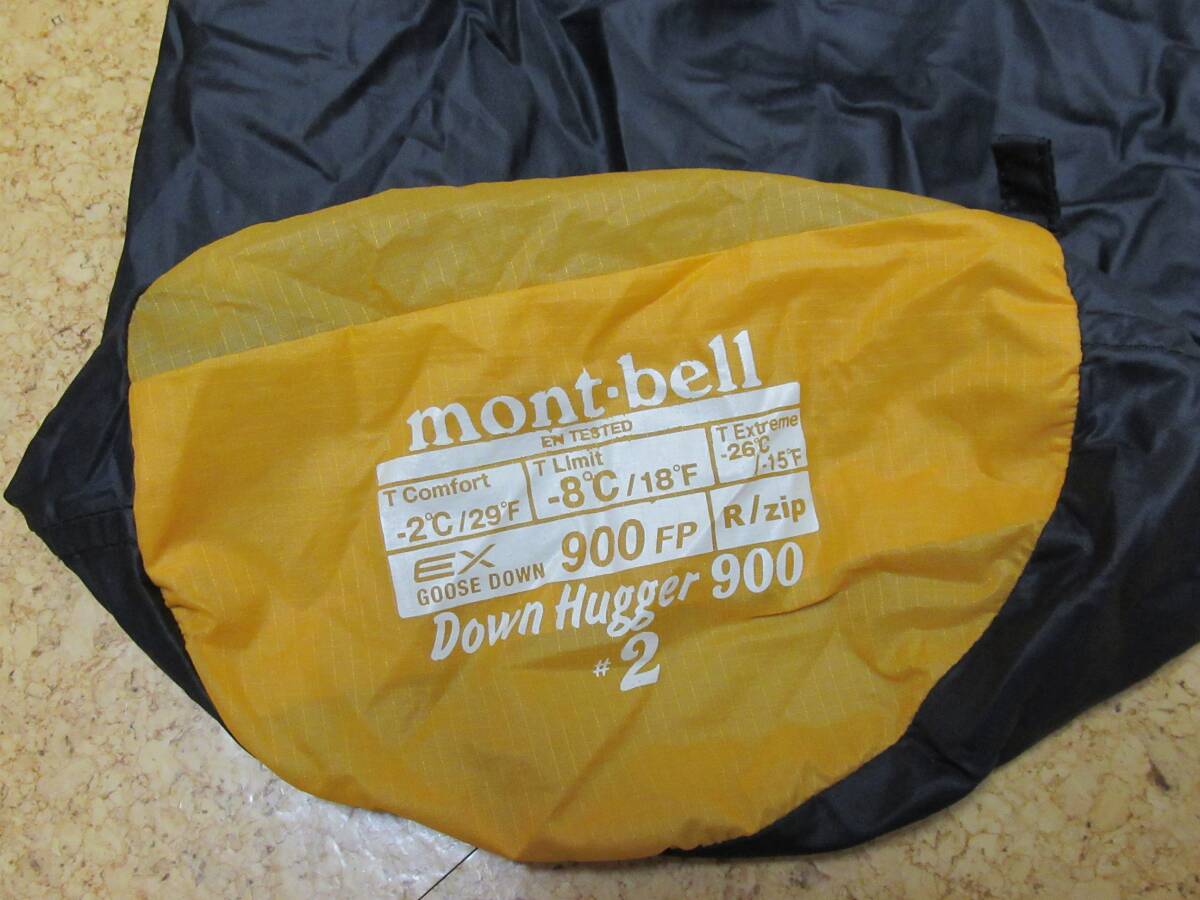 mont·bell
EN TESTED
T Comfort
-2°C/29°F
T Limit
-8°C/18°F
T Extreme
-26°C
/-15°F
EX
GOOSE DOWN
900 FP
R/zip
Down Hugger 900
#2